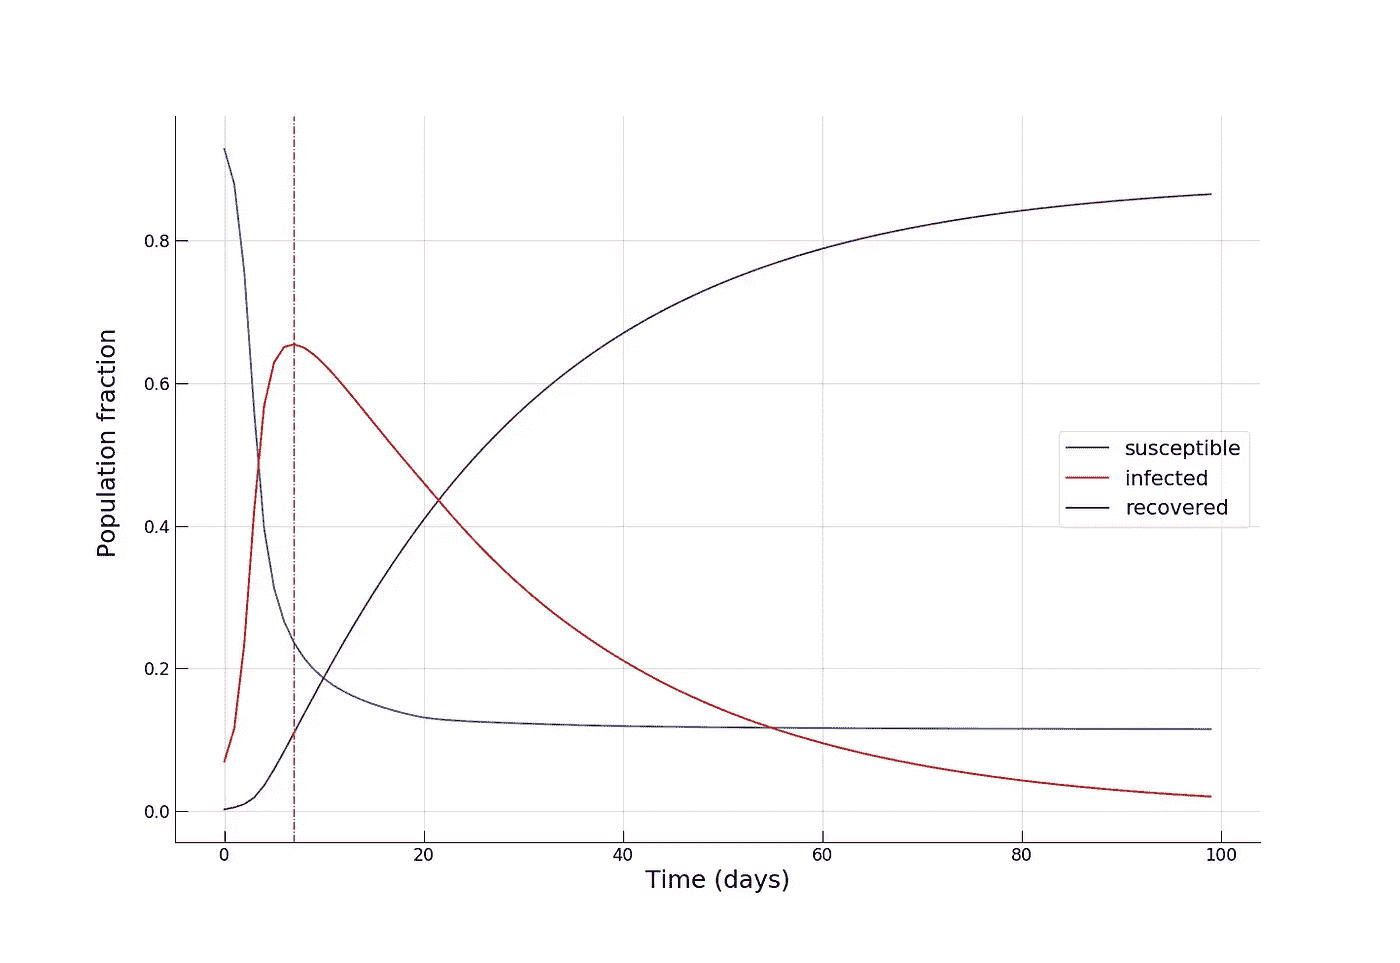 0.8
0.6
0.4
0.2
0.0
Population fraction
susceptible
infected
recovered
0 20 40 60 80 100
Time (days)